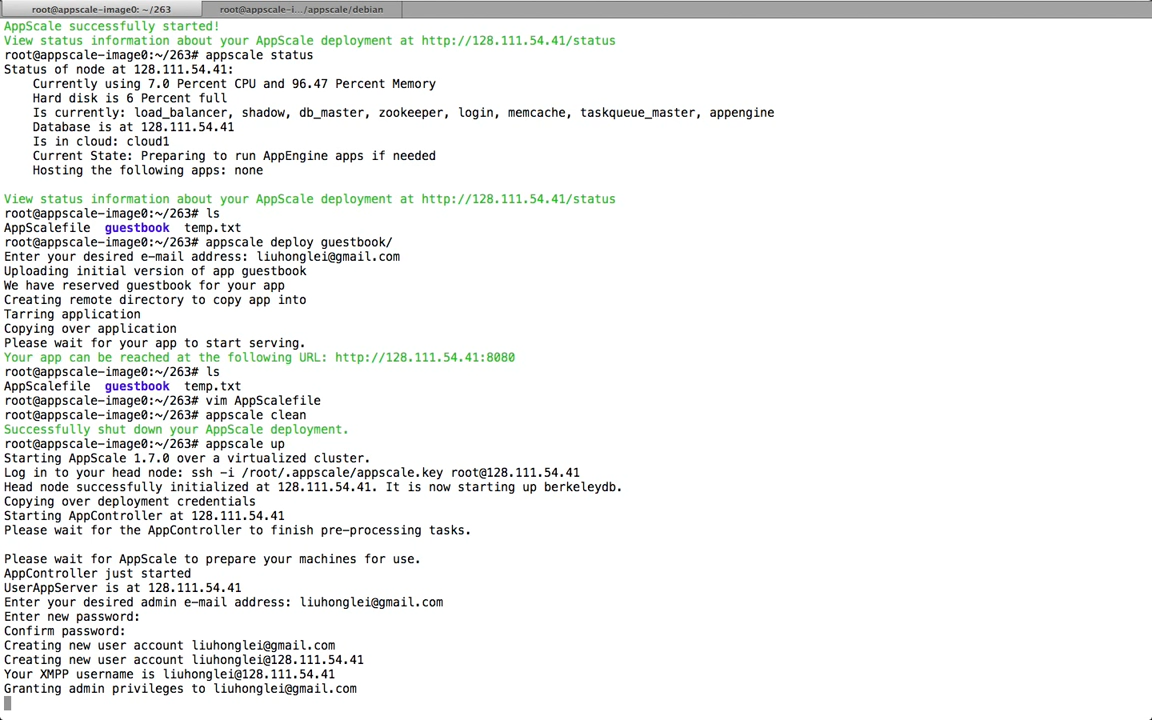 root@appscale-image0: ~/263
root@appscale-i.../appscale/debian
AppScale successfully started!
View status information about your AppScale deployment at http://128.111.54.41/status
root@appscale-image0:~/263# appscale status
Status of node at 128.111.54.41:
    Currently using 7.0 Percent CPU and 96.47 Percent Memory
    Hard disk is 6 Percent full
    Is currently: load_balancer, shadow, db_master, zookeeper, login, memcache, taskqueue_master, appengine
    Database is at 128.111.54.41
    Is in cloud: cloud1
    Current State: Preparing to run AppEngine apps if needed
    Hosting the following apps: none
View status information about your AppScale deployment at http://128.111.54.41/status
root@appscale-image0:~/263# ls
AppScalefile  guestbook  temp.txt
root@appscale-image0:~/263# appscale deploy guestbook/
Enter your desired e-mail address: liuhonglei@gmail.com
Uploading initial version of app guestbook
We have reserved guestbook for your app
Creating remote directory to copy app into
Tarring application
Copying over application
Please wait for your app to start serving.
Your app can be reached at the following URL: http://128.111.54.41:8080
root@appscale-image0:~/263# ls
AppScalefile  guestbook  temp.txt
root@appscale-image0:~/263# vim AppScalefile
root@appscale-image0:~/263# appscale clean
Successfully shut down your AppScale deployment.
root@appscale-image0:~/263# appscale up
Starting AppScale 1.7.0 over a virtualized cluster.
Log in to your head node: ssh -i /root/.appscale/appscale.key root@128.111.54.41
Head node successfully initialized at 128.111.54.41. It is now starting up berkeleydb.
Copying over deployment credentials
Starting AppController at 128.111.54.41
Please wait for the AppController to finish pre-processing tasks.
Please wait for AppScale to prepare your machines for use.
AppController just started
UserAppServer is at 128.111.54.41
Enter your desired admin e-mail address: liuhonglei@gmail.com
Enter new password:
Confirm password:
Creating new user account liuhonglei@gmail.com
Creating new user account liuhonglei@128.111.54.41
Your XMPP username is liuhonglei@128.111.54.41
Granting admin privileges to liuhonglei@gmail.com